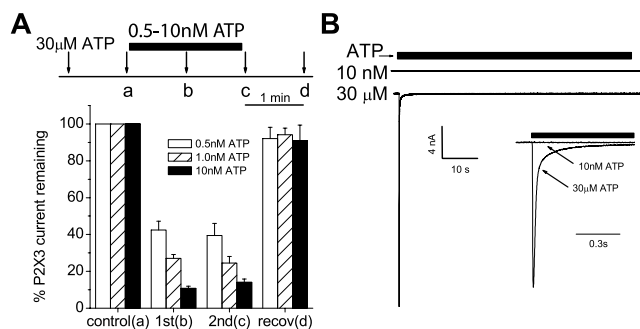 A
30μM ATP
0.5-10nM ATP
a
b
c
d
1 min
100
80
60
40
20
0
% P2X3 current remaining
0.5nM ATP
1.0nM ATP
10nM ATP
control(a)
1st(b)
2nd(c)
recov(d)
B
ATP
10 nM
30 μM
4 nA
10 s
10nM ATP
30μM ATP
0.3s